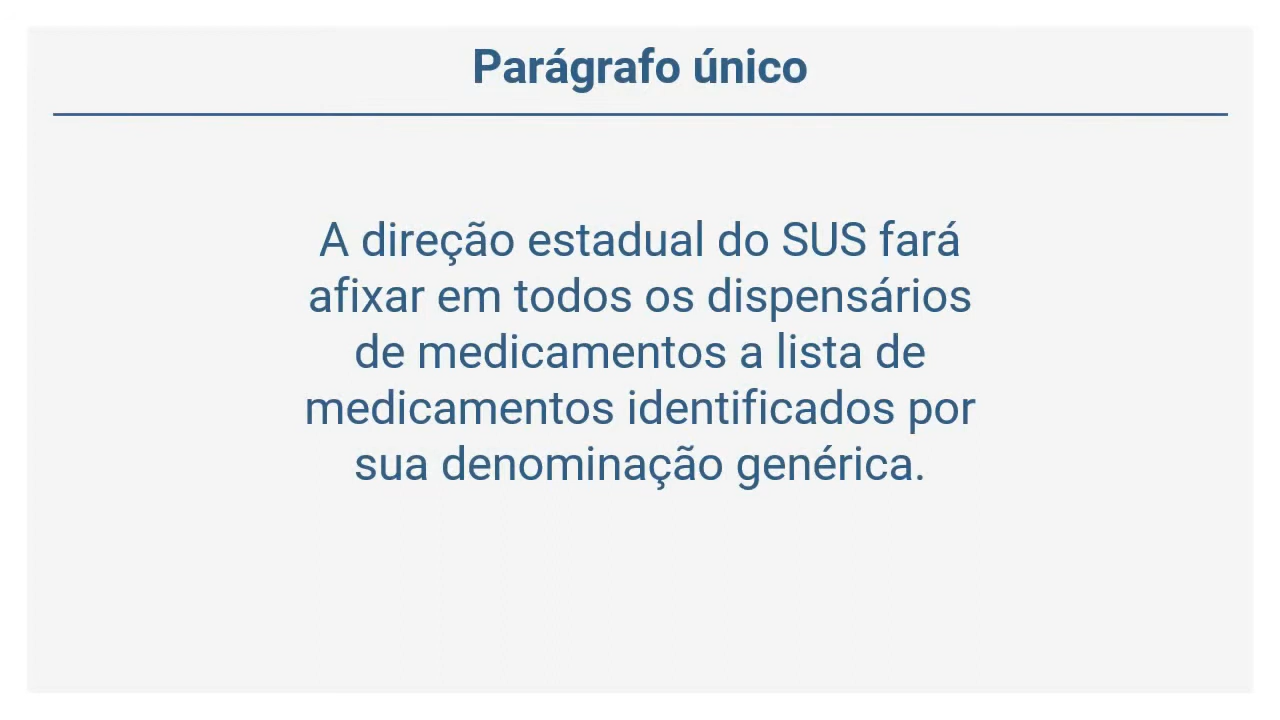 Parágrafo único
A direção estadual do SUS fará
afixar em todos os dispensários
de medicamentos a lista de
medicamentos identificados por
sua denominação genérica.